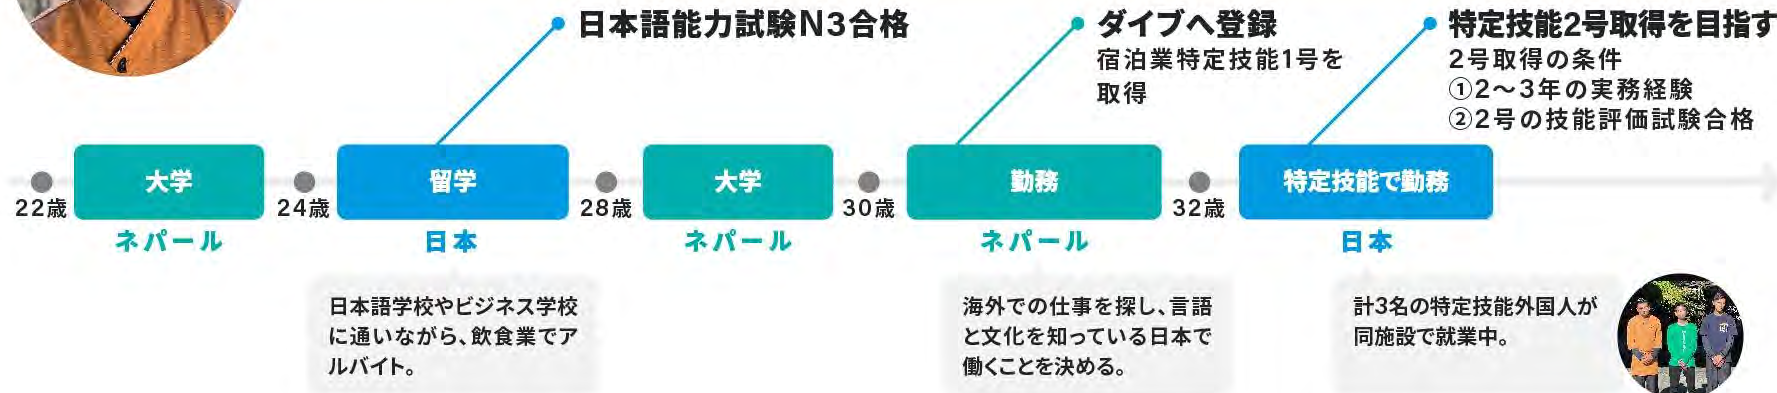 日本語能力試験N3合格
ダイブへ登録
宿泊業特定技能1号を
取得
特定技能2号取得を目指す
2号取得の条件
①2～3年の実務経験
②2号の技能評価試験合格
22歳
大学
ネパール
24歳
留学
日本
28歳
大学
ネパール
30歳
勤務
ネパール
32歳
特定技能で勤務
日本
日本語学校やビジネス学校
に通いながら、飲食業でア
ルバイト。
海外での仕事を探し、言語
と文化を知っている日本で
働くことを決める。
計3名の特定技能外国人が
同施設で就業中。